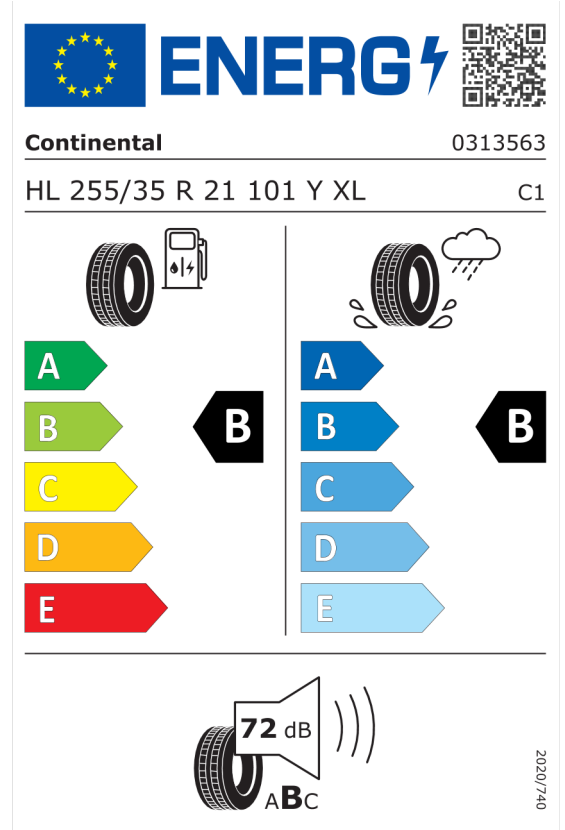 ENERG
Continental 0313563
HL 255/35 R 21 101 Y XL C1
A A
B B B B
C C
D D
E E
72 dB
ABC
2020/740